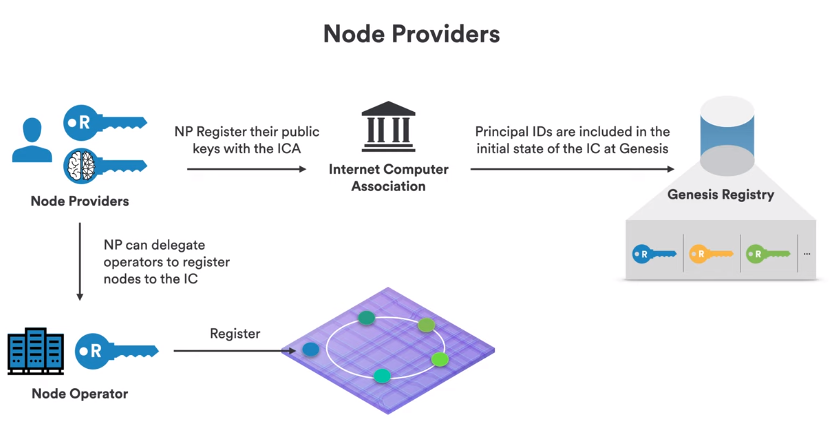 Node Providers
R
NP Register their public
keys with the ICA
Internet Computer
Association
Principal IDs are included in the
initial state of the IC at Genesis
Genesis Registry
R
R
R
...
Node Providers
NP can delegate
operators to register
nodes to the IC
R
Node Operator
Register